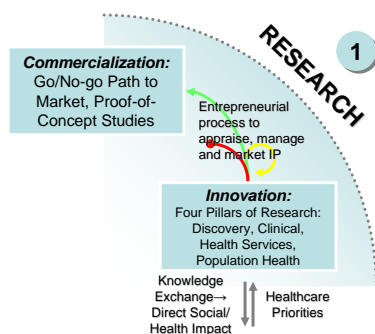 RESEARCH
1
Commercialization:
Go/No-go Path to
Market, Proof-of-
Concept Studies
Entrepreneurial
process to
appraise, manage
and market IP
Innovation:
Four Pillars of Research:
Discovery, Clinical,
Health Services,
Population Health
Knowledge
Exchange→
Direct Social/
Health Impact
Healthcare
Priorities